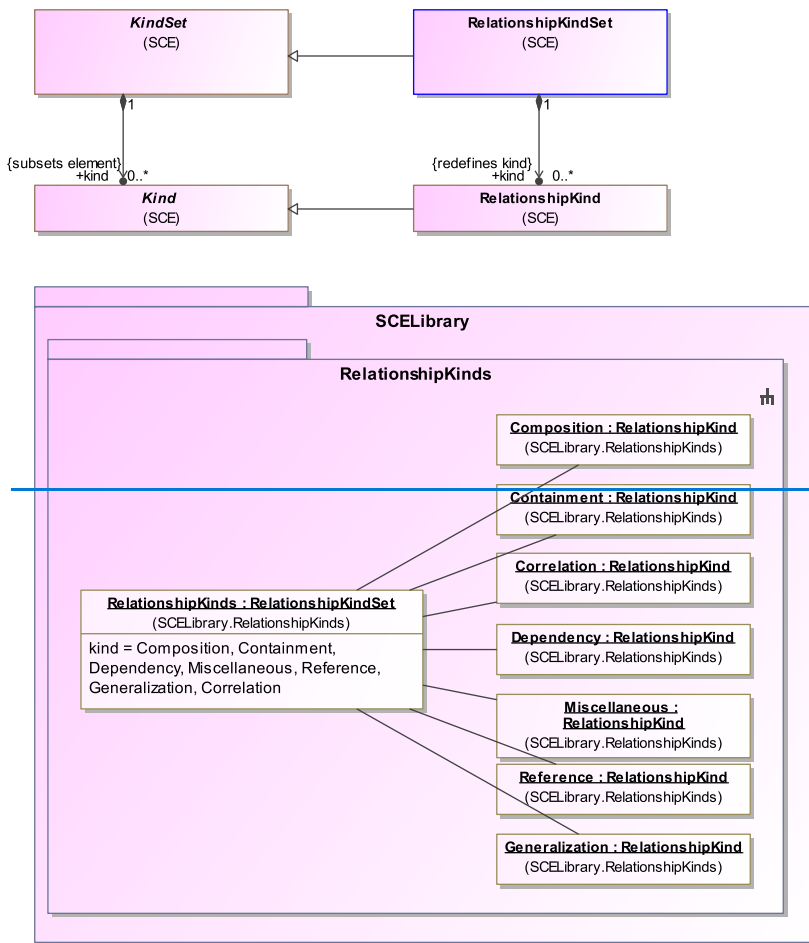 KindSet
(SCE)
RelationshipKindSet
(SCE)
1
1
{subsets element}
+kind
0..*
{redefines kind}
+kind
0..*
Kind
(SCE)
RelationshipKind
(SCE)
SCELibrary
RelationshipKinds
Composition : RelationshipKind
(SCELibrary.RelationshipKinds)
Containment : RelationshipKind
(SCELibrary.RelationshipKinds)
Correlation : RelationshipKind
(SCELibrary.RelationshipKinds)
RelationshipKinds : RelationshipKindSet
(SCELibrary.RelationshipKinds)
kind = Composition, Containment,
Dependency, Miscellaneous, Reference,
Generalization, Correlation
Dependency : RelationshipKind
(SCELibrary.RelationshipKinds)
Miscellaneous :
RelationshipKind
(SCELibrary.RelationshipKinds)
Reference : RelationshipKind
(SCELibrary.RelationshipKinds)
Generalization : RelationshipKind
(SCELibrary.RelationshipKinds)